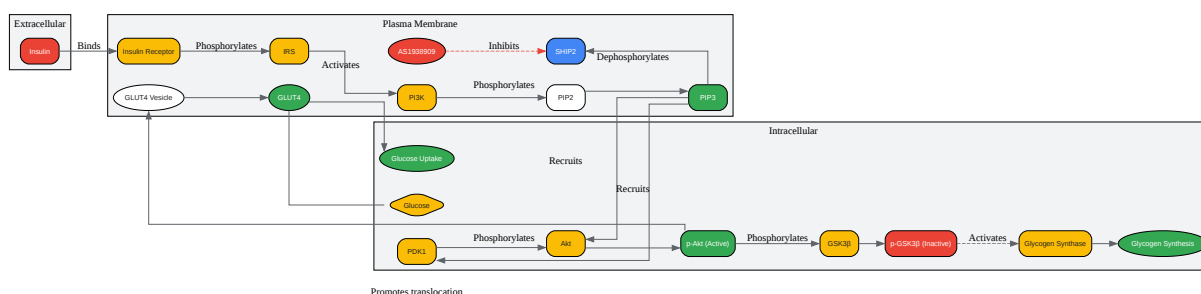 Extracellular
Plasma Membrane
Insulin
Binds
Insulin Receptor
Phosphorylates
IRS
Activates
AS1938909
Inhibits
SHIP2
Dephosphorylates
GLUT4 Vesicle
GLUT4
PI3K
Phosphorylates
PIP2
PIP3
Intracellular
Glucose Uptake
Recruits
Recruits
Glucose
PDK1
Phosphorylates
Akt
p-Akt (Active)
Phosphorylates
GSK3β
p-GSK3β (Inactive)
Activates
Glycogen Synthase
Glycogen Synthesis
Promotes translocation